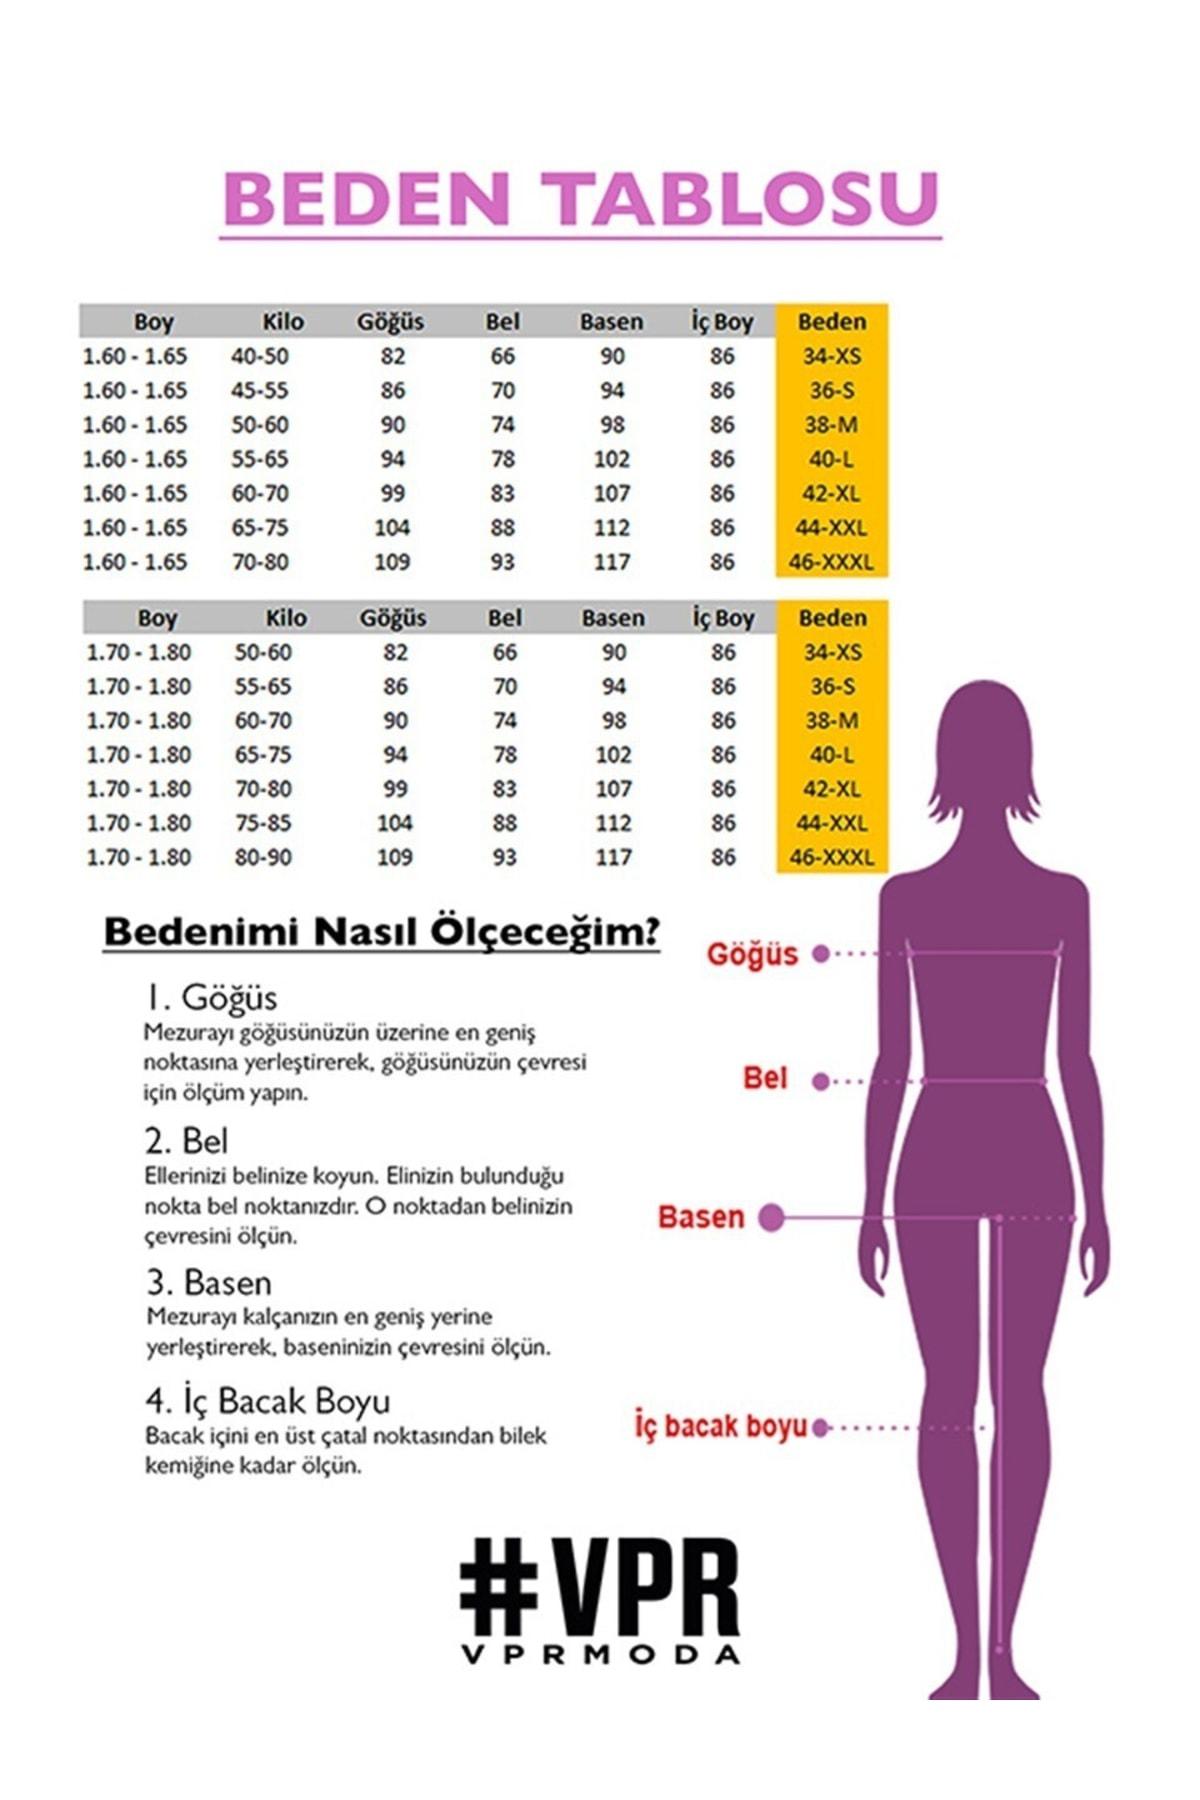 BEDEN TABLOSU
Boy Kilo Göğüs Bel Basen İç Boy Beden
1.60 - 1.65 40-50 82 66 90 86 34-XS
1.60 - 1.65 45-55 86 70 94 86 36-S
1.60 - 1.65 50-60 90 74 98 86 38-M
1.60 - 1.65 55-65 94 78 102 86 40-L
1.60 - 1.65 60-70 99 83 107 86 42-XL
1.60 - 1.65 65-75 104 88 112 86 44-XXL
1.60 - 1.65 70-80 109 93 117 86 46-XXXL
Boy Kilo Göğüs Bel Basen İç Boy Beden
1.70 - 1.80 50-60 82 66 90 86 34-XS
1.70 - 1.80 55-65 86 70 94 86 36-S
1.70 - 1.80 60-70 90 74 98 86 38-M
1.70 - 1.80 65-75 94 78 102 86 40-L
1.70 - 1.80 70-80 99 83 107 86 42-XL
1.70 - 1.80 75-85 104 88 112 86 44-XXL
1.70 - 1.80 80-90 109 93 117 86 46-XXXL
Bedenimi Nasıl Ölçeceğim?
1. Göğüs
Mezurayı göğüsünüzün üzerine en geniş
noktasına yerleştirerek, göğüsünüzün çevresi
için ölçüm yapın.
2. Bel
Ellerinizi belinize koyun. Elinizin bulunduğu
nokta bel noktanızdır. O noktadan belinizin
çevresini ölçün.
3. Basen
Mezurayı kalçanızın en geniş yerine
yerleştirerek, baseninizin çevresini ölçün.
4. İç Bacak Boyu
Bacak içini en üst çatal noktasından bilek
kemiğine kadar ölçün.
Göğüs
Bel
Basen
İç bacak boyu
#VPR
VPRMODA